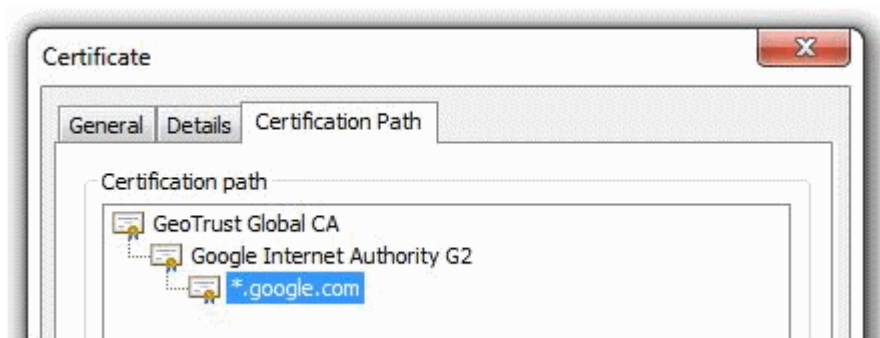 Certificate
General Details Certification Path
Certification path
GeoTrust Global CA
Google Internet Authority G2
*.google.com